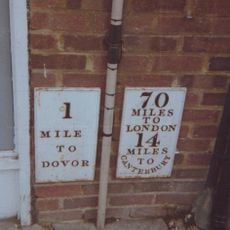 1
MILE
TO
DOVOR
70
MILES
TO
LONDON
14
MILES
TO
CANTERBURY